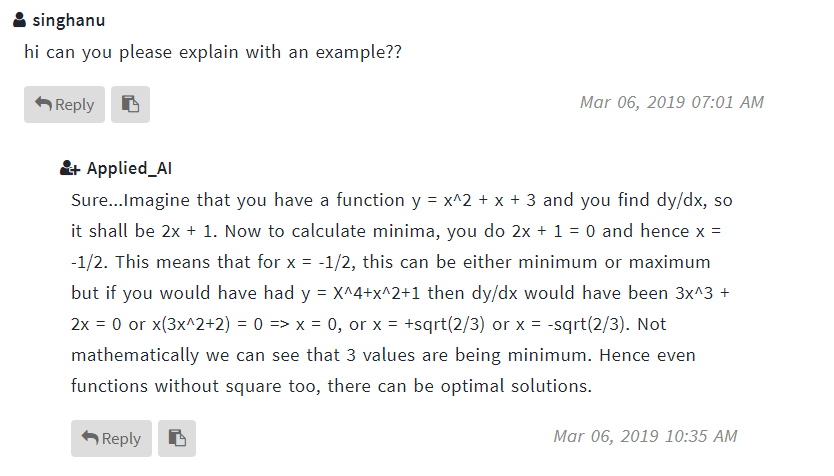 singhanu
hi can you please explain with an example??
Reply
Mar 06, 2019 07:01 AM
Applied_AI
Sure...Imagine that you have a function y = x^2 + x + 3 and you find dy/dx, so
it shall be 2x + 1. Now to calculate minima, you do 2x + 1 = 0 and hence x =
-1/2. This means that for x = -1/2, this can be either minimum or maximum
but if you would have had y = X^4+x^2+1 then dy/dx would have been 3x^3 +
2x = 0 or x(3x^2+2) = 0 => x = 0, or x = +sqrt(2/3) or x = -sqrt(2/3). Not
mathematically we can see that 3 values are being minimum. Hence even
functions without square too, there can be optimal solutions.
Reply
Mar 06, 2019 10:35 AM